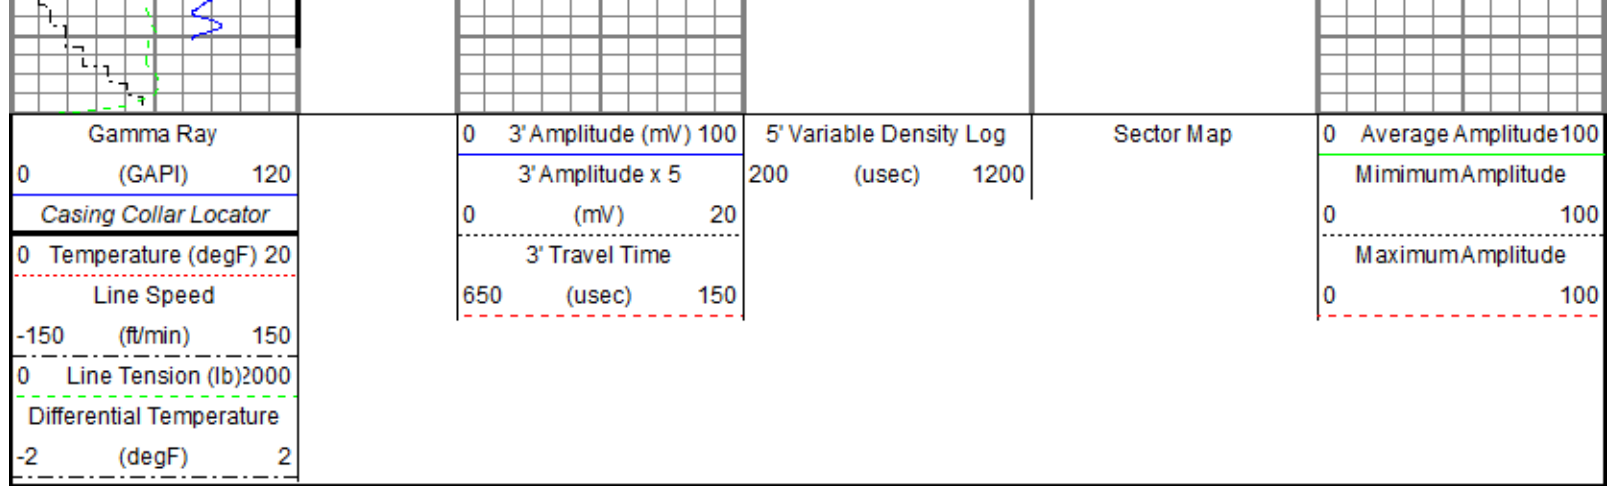 Gamma Ray
0 (GAPI) 120
Casing Collar Locator
0 Temperature (degF) 20
Line Speed
-150 (ft/min) 150
0 Line Tension (lb) 2000
Differential Temperature
-2 (degF) 2
0 3' Amplitude (mV) 100
3' Amplitude x 5
0 (mV) 20
3' Travel Time
650 (usec) 150
5' Variable Density Log
200 (usec) 1200
Sector Map
0 Average Amplitude 100
Mimimum Amplitude
0 100
Maximum Amplitude
0 100